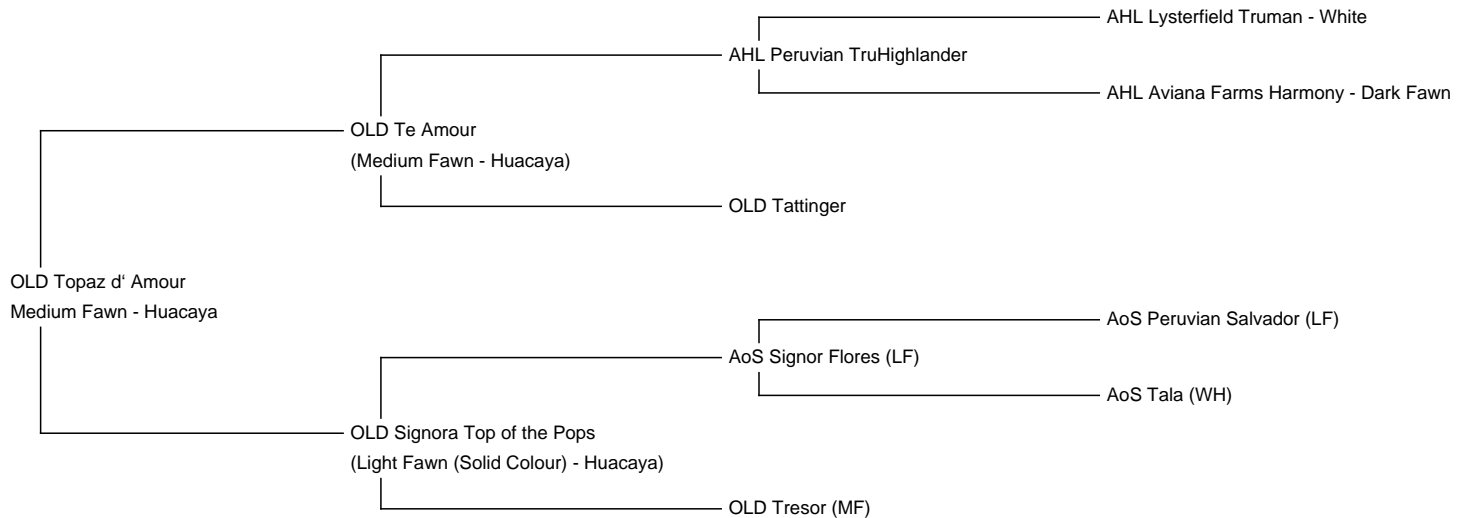 AHL Lysterfield Truman - White
AHL Peruvian TruHighlander
AHL Aviana Farms Harmony - Dark Fawn
OLD Te Amour
(Medium Fawn - Huacaya)
OLD Tattinger
OLD Topaz d‘ Amour
Medium Fawn - Huacaya
AoS Peruvian Salvador (LF)
AoS Signor Flores (LF)
AoS Tala (WH)
OLD Signora Top of the Pops
(Light Fawn (Solid Colour) - Huacaya)
OLD Tresor (MF)